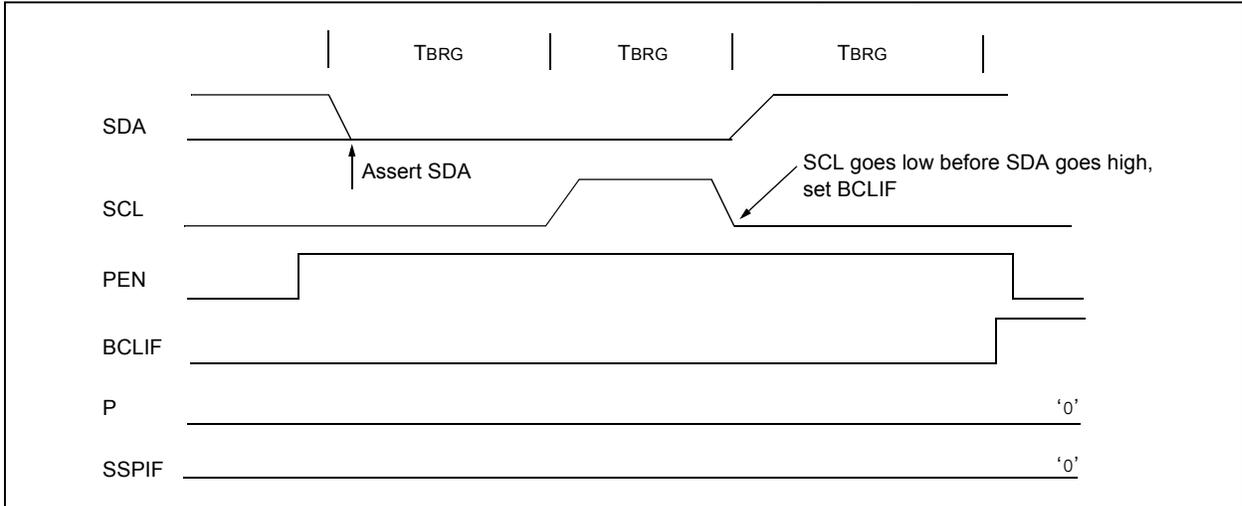 TBRG TBRG TBRG
SDA
Assert SDA
SCL goes low before SDA goes high,
set BCLIF
SCL
PEN
BCLIF
P
‘0’
SSPIF
‘0’